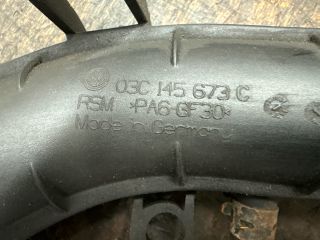 03C 145 673 C
RSM >PA6-GF30<
Made in Germany